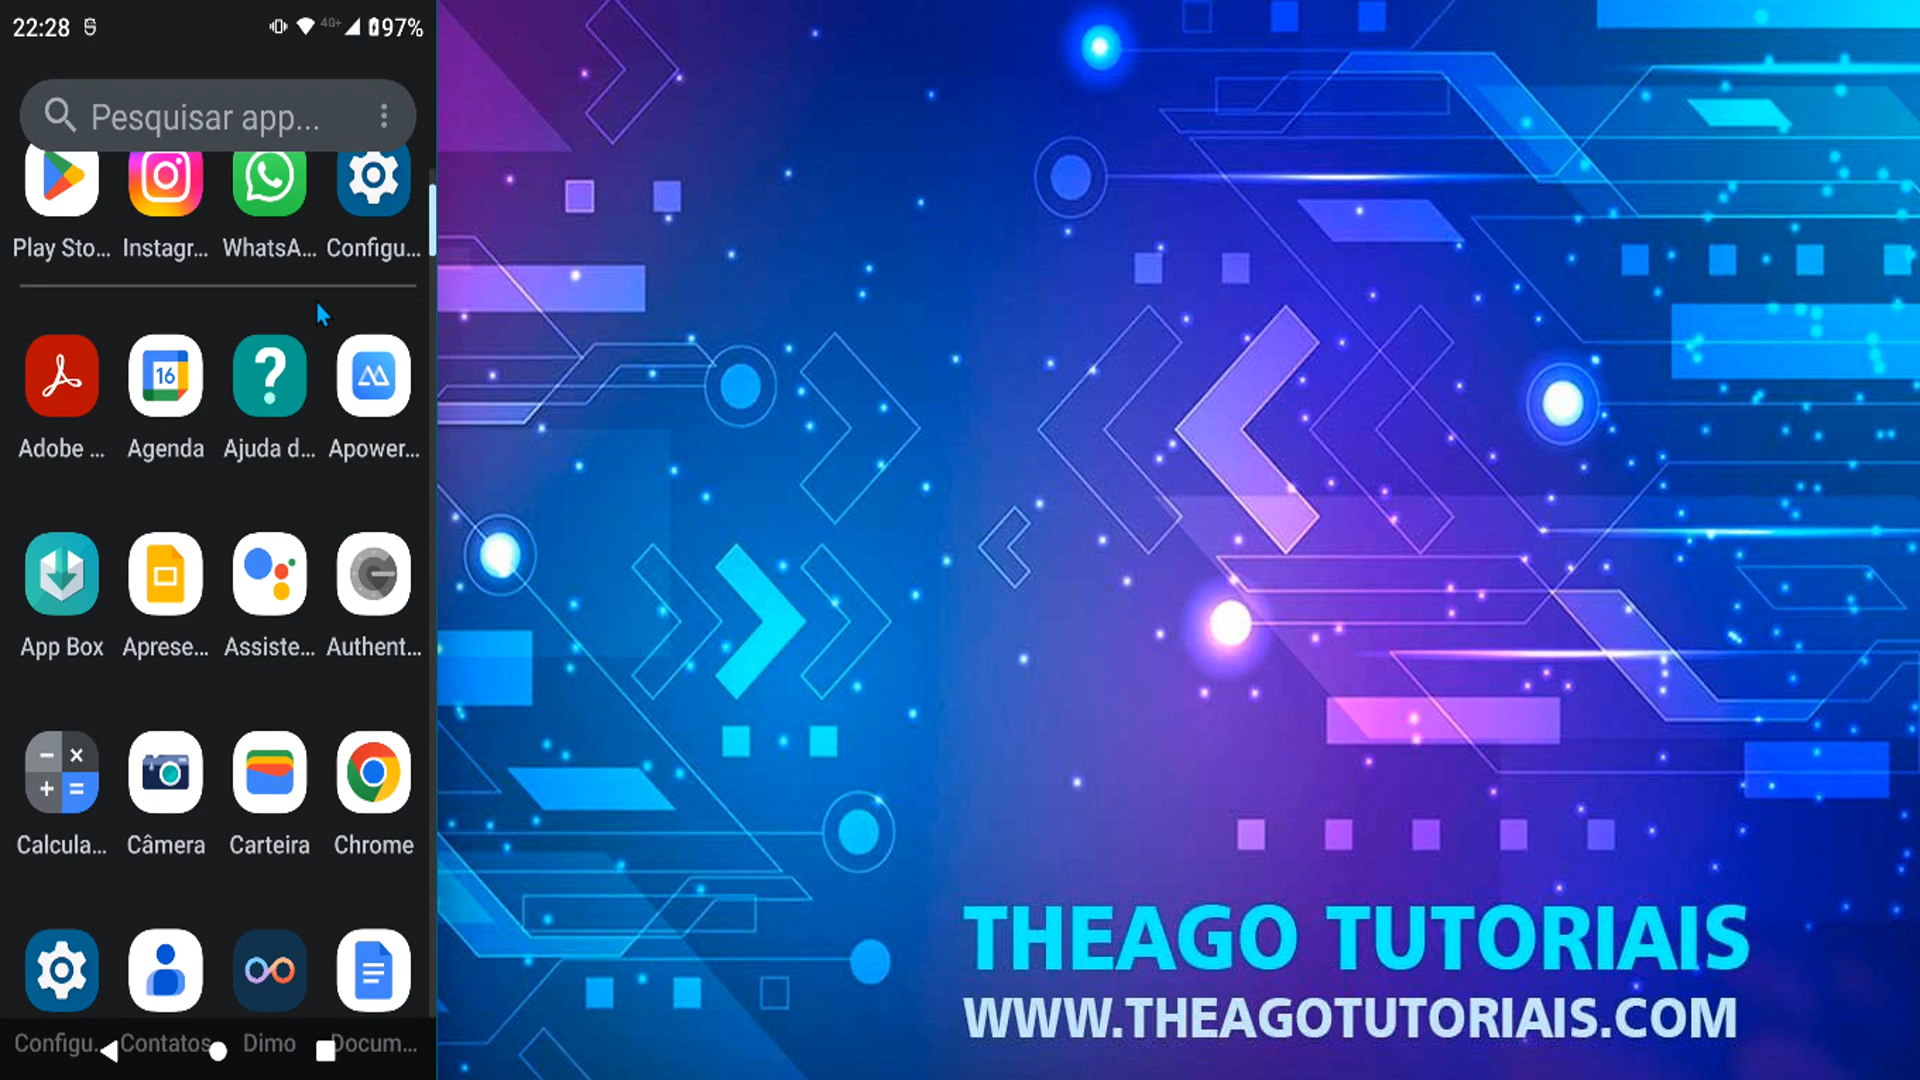 22:28
4G+
97%
Pesquisar app...
Play Sto... Instagr... WhatsA... Configu...
16
Adobe ... Agenda Ajuda d... Apower...
App Box Aprese... Assiste... Authent...
Calcula... Câmera Carteira Chrome
Configu... Contatos Dimo Docum...
THEAGO TUTORIAIS
WWW.THEAGOTUTORIAIS.COM